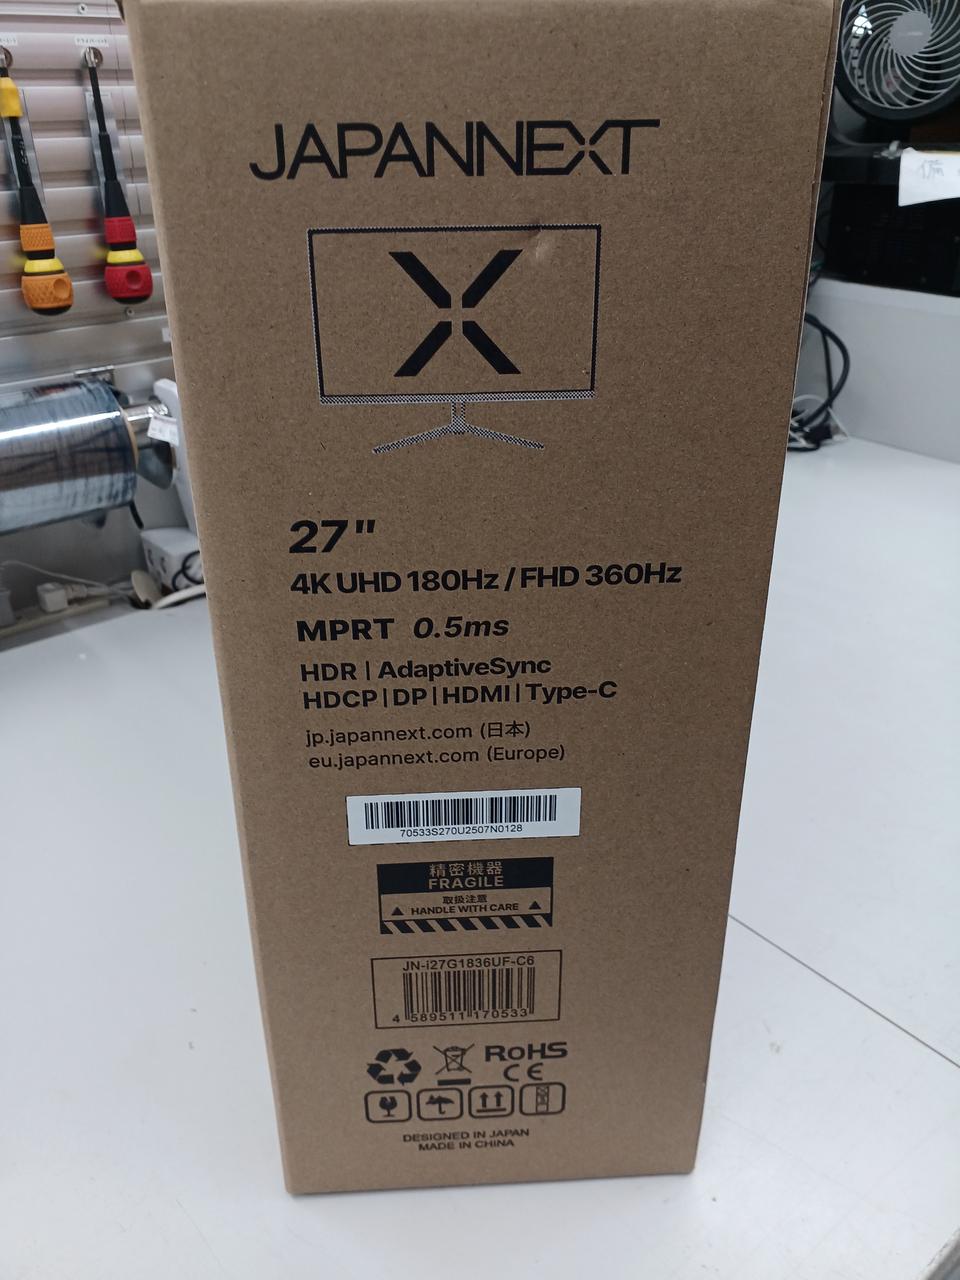 JAPANNEXT
27"
4K UHD 180Hz / FHD 360Hz
MPRT 0.5ms
HDR | AdaptiveSync
HDCP | DP | HDMI | Type-C
jp.japannext.com (日本)
eu.japannext.com (Europe)
70533S270U2507N0128
精密機器
FRAGILE
取扱注意
HANDLE WITH CARE
JN-i27G1836UF-C6
4 589511 170533
RoHS
CE
DESIGNED IN JAPAN
MADE IN CHINA